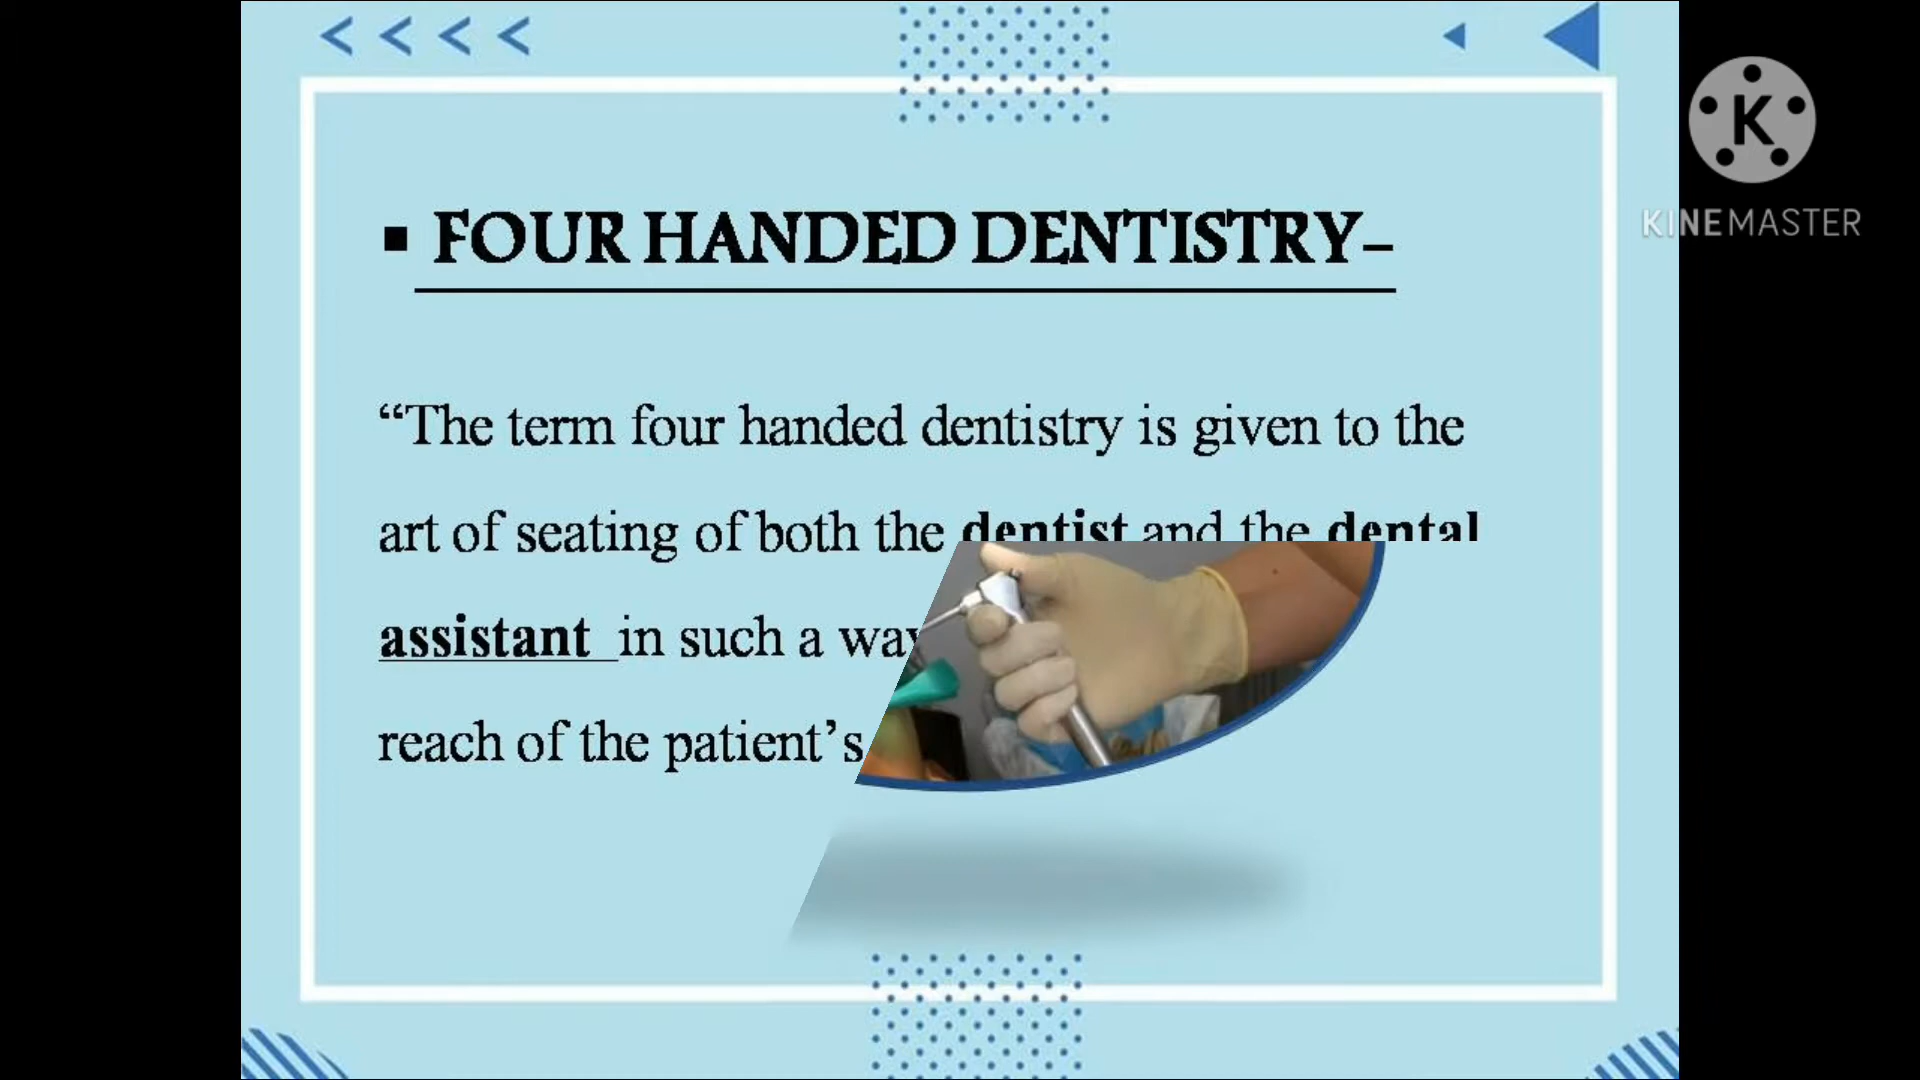 FOUR HANDED DENTISTRY–
“The term four handed dentistry is given to the
art of seating of both the dentist and the dental
assistant in such a way
reach of the patient’s
K
KINEMASTER